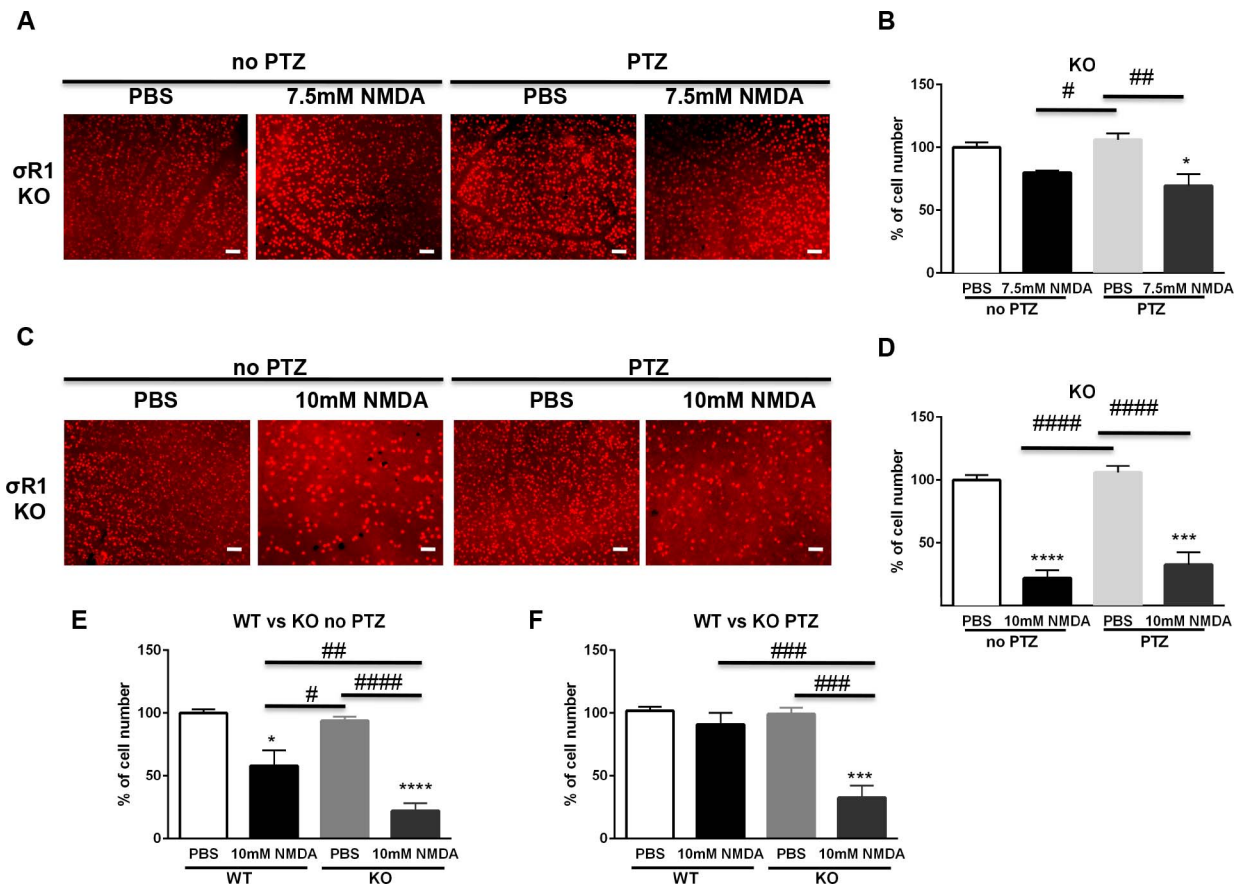 A
no PTZ
PTZ
PBS
7.5mM NMDA
PBS
7.5mM NMDA
σR1
KO
B
KO
#
##
*
150
100
50
0
% of cell number
PBS
7.5mM NMDA
PBS
7.5mM NMDA
no PTZ
PTZ
C
no PTZ
PTZ
PBS
10mM NMDA
PBS
10mM NMDA
σR1
KO
D
KO
####
####
****
***
150
100
50
% of cell number
PBS
10mM NMDA
PBS
10mM NMDA
no PTZ
PTZ
E
WT vs KO no PTZ
##
#
####
*
****
150
100
50
0
% of cell number
PBS
10mM NMDA
PBS
10mM NMDA
WT
KO
F
WT vs KO PTZ
###
###
***
150
100
50
0
% of cell number
PBS
10mM NMDA
PBS
10mM NMDA
WT
KO